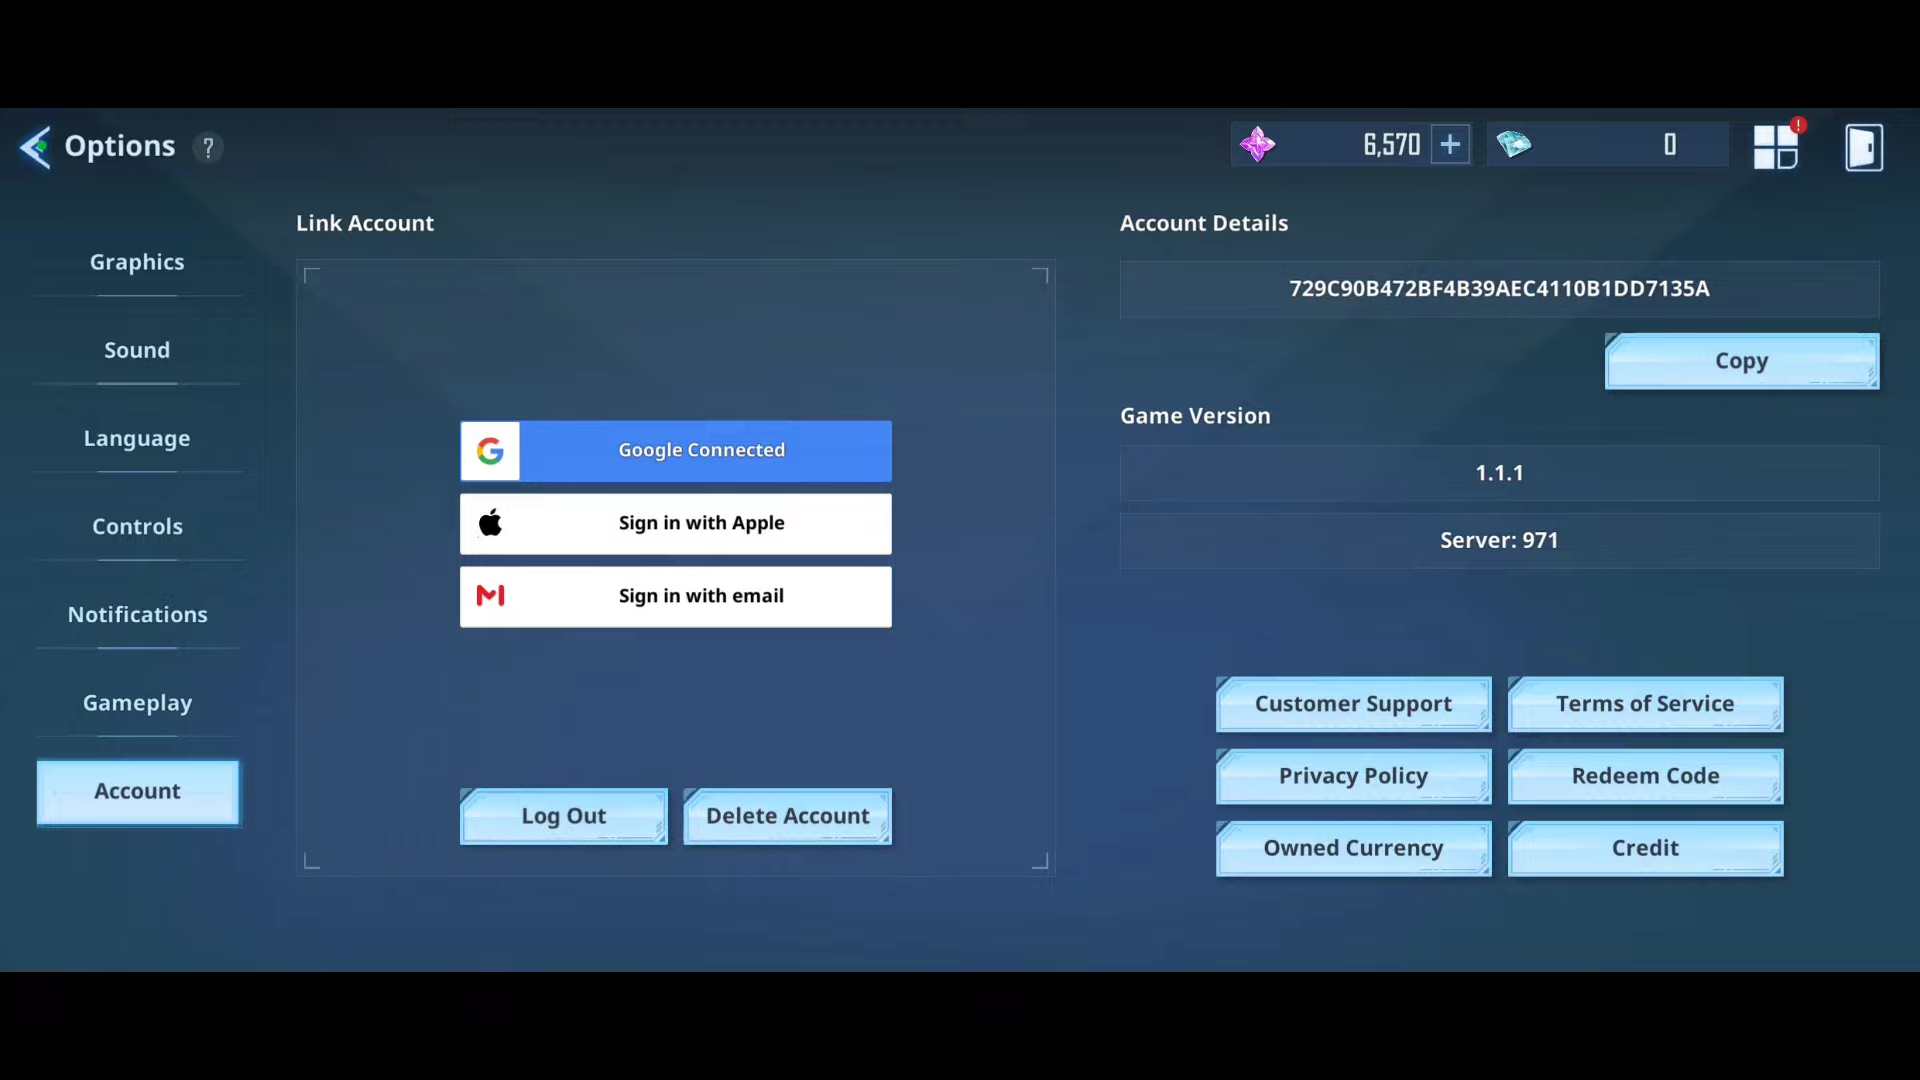 Options ?
6,570 +
0
!
Graphics
Sound
Language
Controls
Notifications
Gameplay
Account
Link Account
Google Connected
Sign in with Apple
Sign in with email
Log Out
Delete Account
Account Details
729C90B472BF4B39AEC4110B1DD7135A
Copy
Game Version
1.1.1
Server: 971
Customer Support
Terms of Service
Privacy Policy
Redeem Code
Owned Currency
Credit